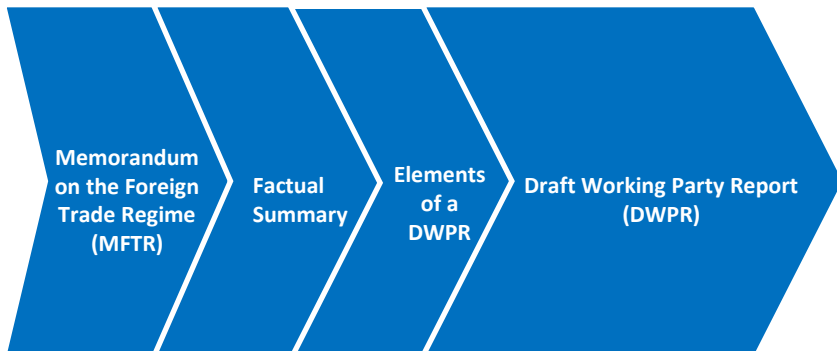 Memorandum
on the Foreign
Trade Regime
(MFTR)
Factual
Summary
Elements
of a
DWPR
Draft Working Party Report
(DWPR)